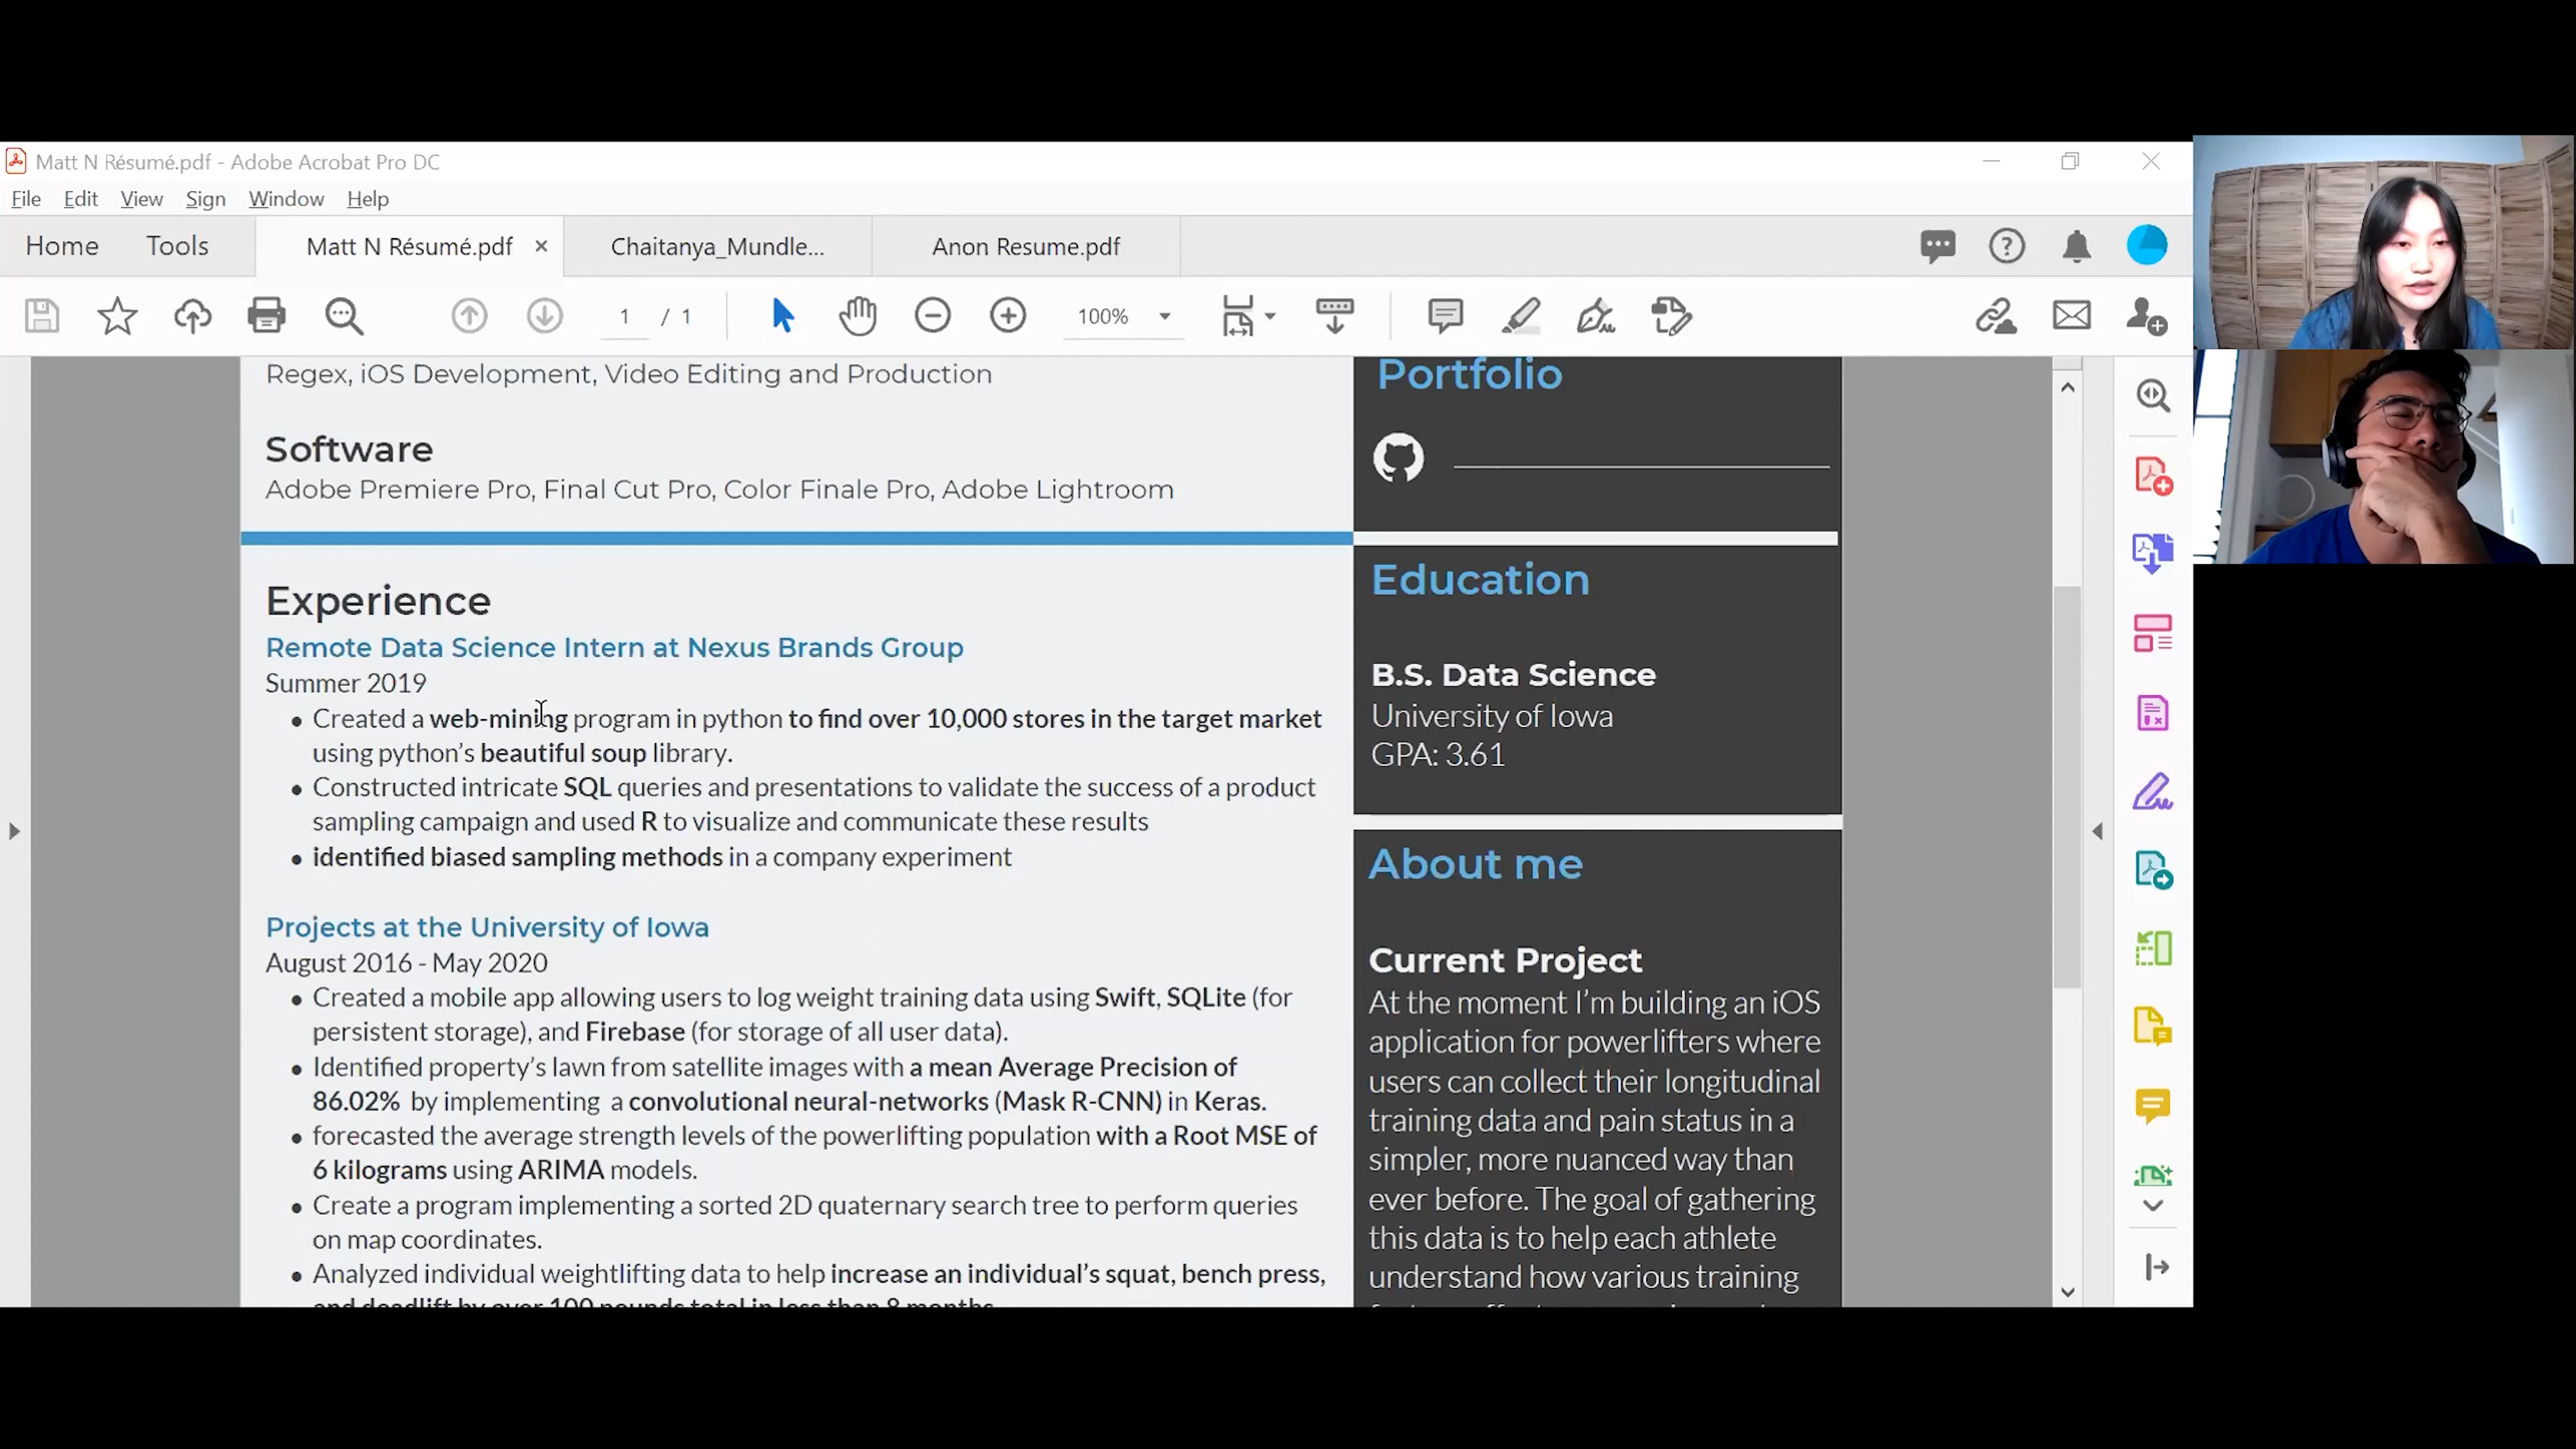 Matt N Résumé.pdf - Adobe Acrobat Pro DC
File Edit View Sign Window Help
Home Tools Matt N Résumé.pdf Chaitanya_Mundle... Anon Resume.pdf
1 / 1 100%
Regex, iOS Development, Video Editing and Production
Software
Adobe Premiere Pro, Final Cut Pro, Color Finale Pro, Adobe Lightroom
Experience
Remote Data Science Intern at Nexus Brands Group
Summer 2019
• Created a web-mining program in python to find over 10,000 stores in the target market
using python's beautiful soup library.
• Constructed intricate SQL queries and presentations to validate the success of a product
sampling campaign and used R to visualize and communicate these results
• identified biased sampling methods in a company experiment
Projects at the University of Iowa
August 2016 - May 2020
• Created a mobile app allowing users to log weight training data using Swift, SQLite (for
persistent storage), and Firebase (for storage of all user data).
• Identified property's lawn from satellite images with a mean Average Precision of
86.02% by implementing a convolutional neural-networks (Mask R-CNN) in Keras.
• forecasted the average strength levels of the powerlifting population with a Root MSE of
6 kilograms using ARIMA models.
• Create a program implementing a sorted 2D quaternary search tree to perform queries
on map coordinates.
• Analyzed individual weightlifting data to help increase an individual's squat, bench press,
and deadlift by over 100 pounds total in less than 8 months
Portfolio
Education
B.S. Data Science
University of Iowa
GPA: 3.61
About me
Current Project
At the moment I'm building an iOS
application for powerlifters where
users can collect their longitudinal
training data and pain status in a
simpler, more nuanced way than
ever before. The goal of gathering
this data is to help each athlete
understand how various training